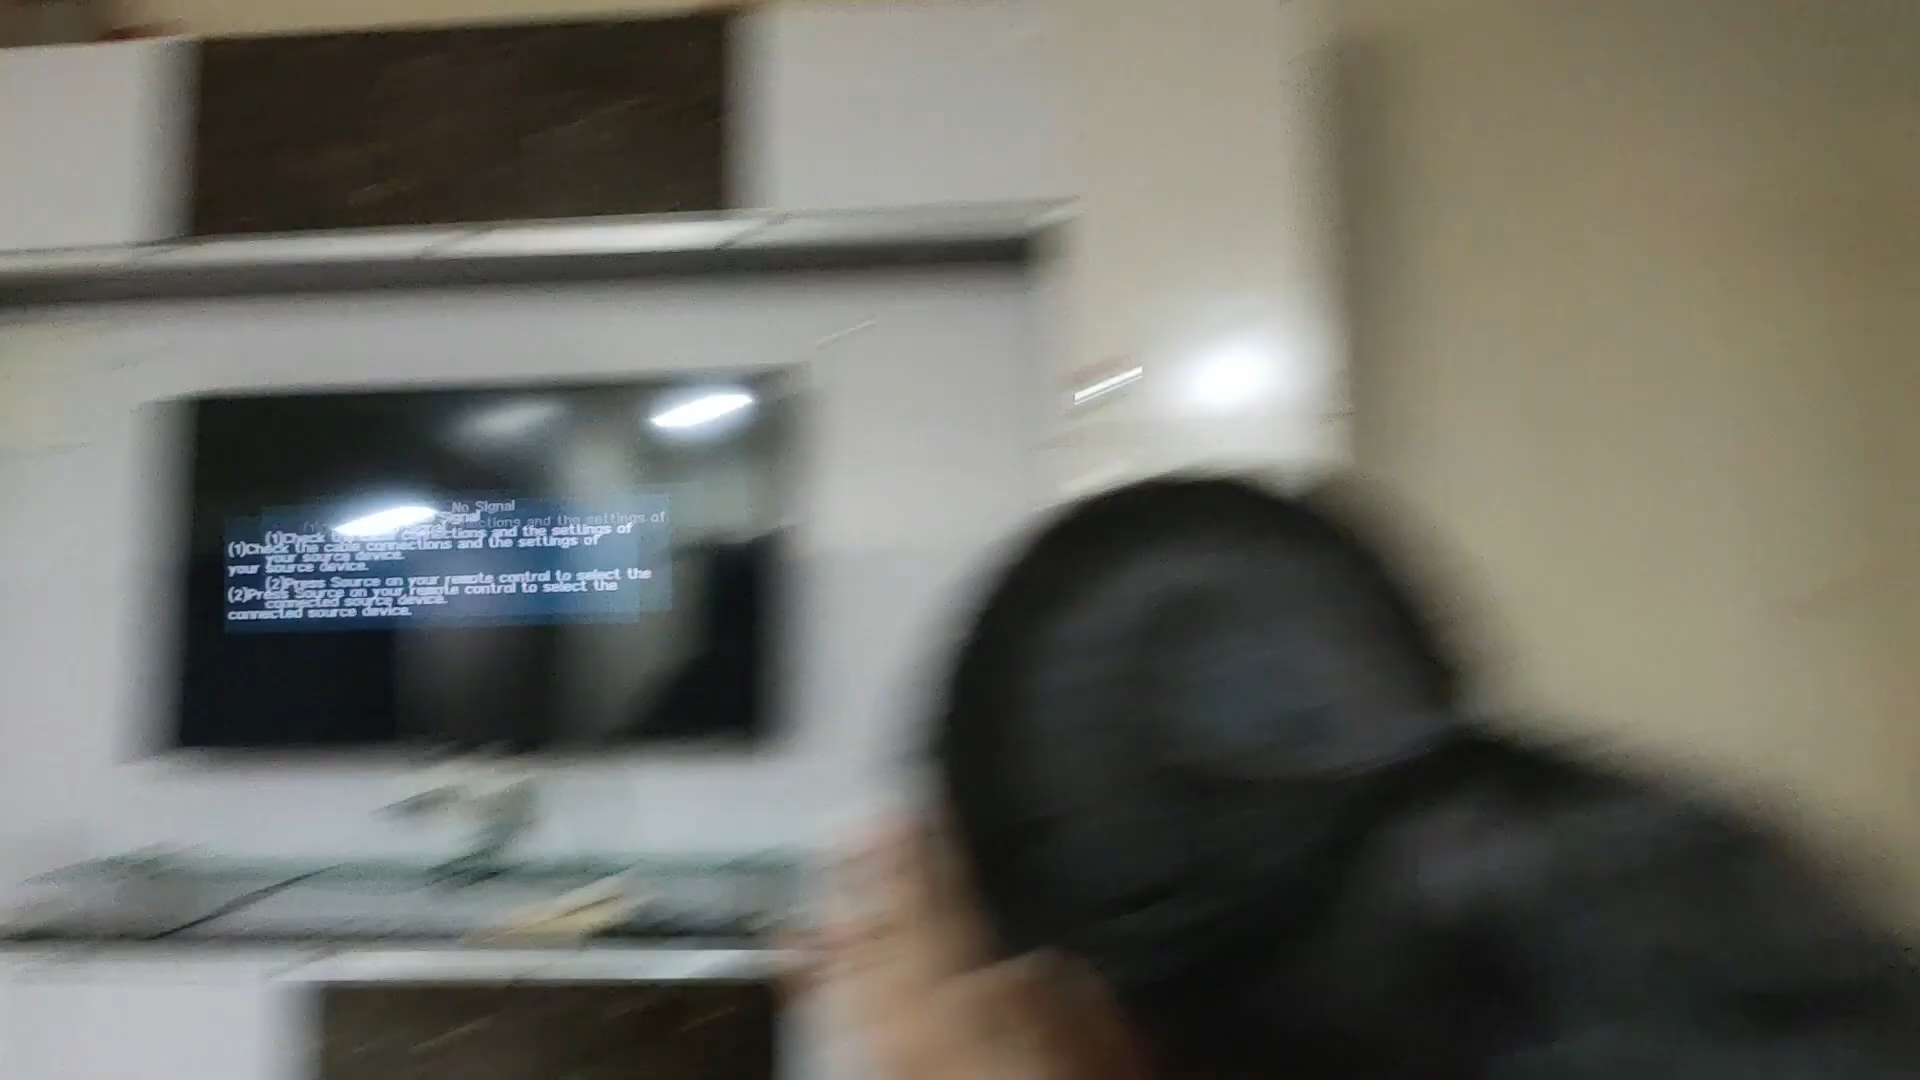 No Signal
(1)Check the cable connections and the settings of
your source device.
(2)Press Source on your remote control to select the
connected source device.